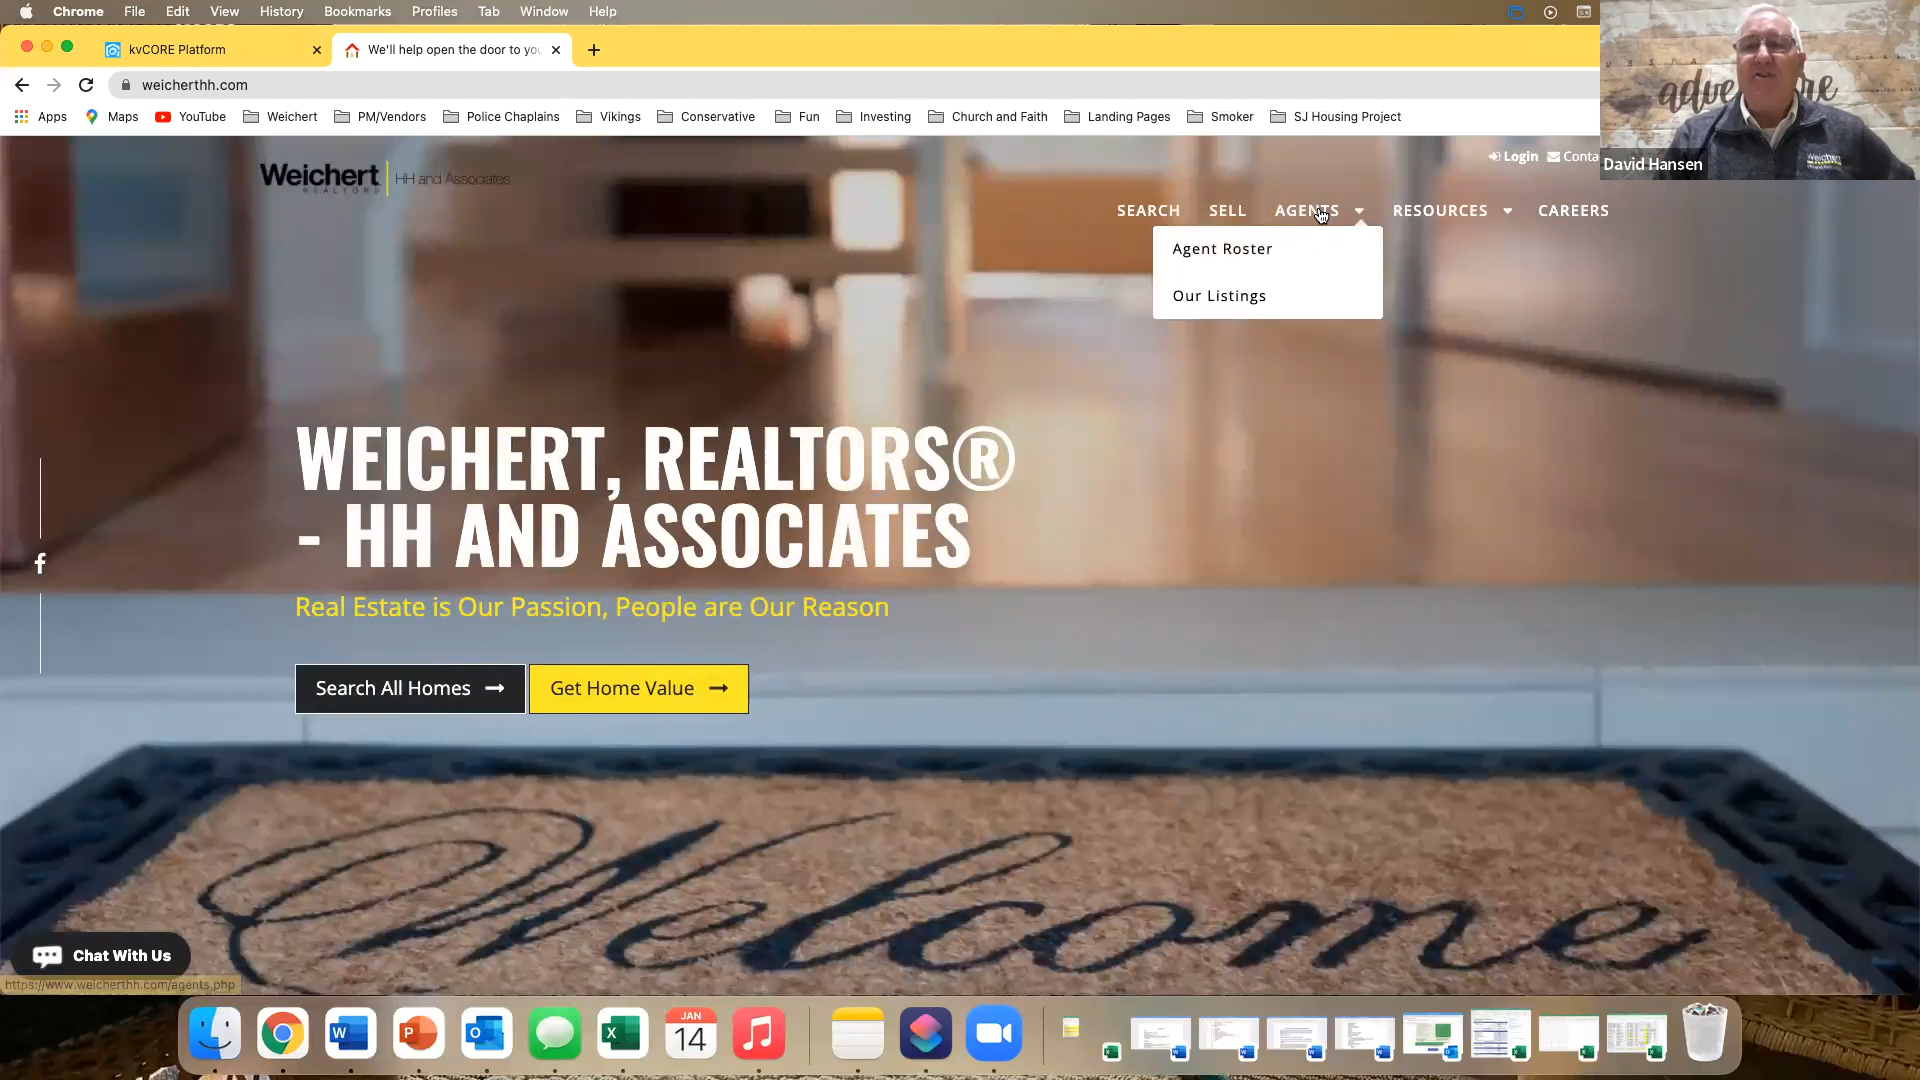 Chrome File Edit View History Bookmarks Profiles Tab Window Help
kvCORE Platform We'll help open the door to yo
weicherthh.com
Apps Maps YouTube Weichert PM/Vendors Police Chaplains Vikings Conservative Fun Investing Church and Faith Landing Pages Smoker SJ Housing Project
adve re
Weichert
David Hansen
Login Conta
Weichert HH and Associates
REALTORS
SEARCH SELL AGENTS RESOURCES CAREERS
Agent Roster
Our Listings
WEICHERT, REALTORS®
- HH AND ASSOCIATES
Real Estate is Our Passion, People are Our Reason
Search All Homes Get Home Value
Welcome
Chat With Us
https://www.weicherthh.com/agents.php
JAN
14